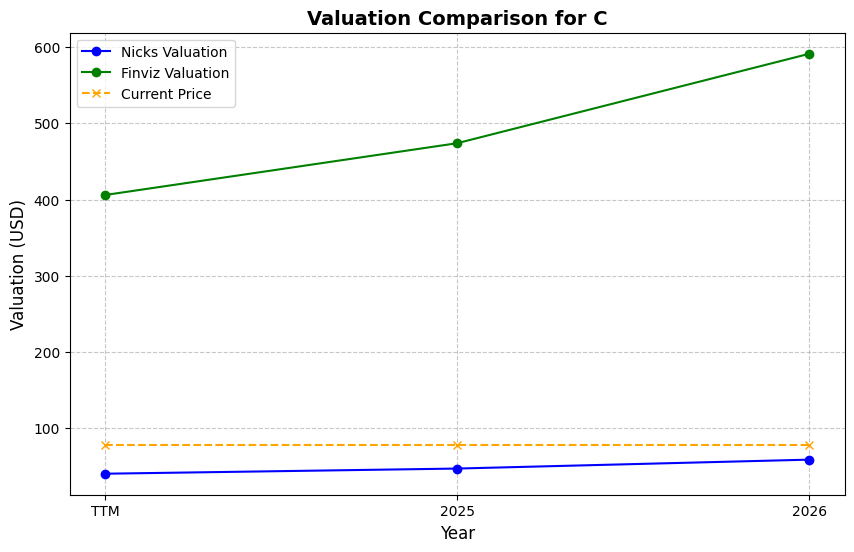 Valuation Comparison for C
Nicks Valuation
Finviz Valuation
Current Price
Valuation (USD)
600
500
400
300
200
100
TTM
2025
2026
Year